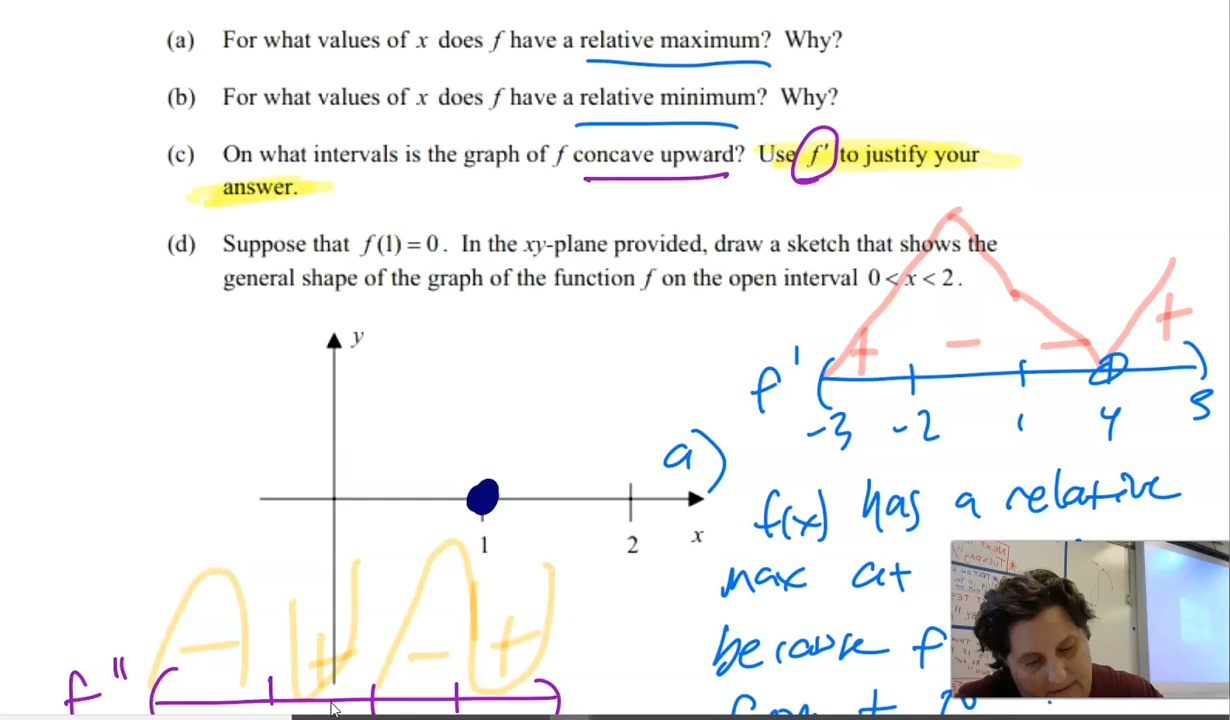 (a) For what values of x does f have a relative maximum? Why?
(b) For what values of x does f have a relative minimum? Why?
(c) On what intervals is the graph of f concave upward? Use f' to justify your
answer.
(d) Suppose that f(1) = 0. In the xy-plane provided, draw a sketch that shows the
general shape of the graph of the function f on the open interval 0 < x < 2.
y
1
2
x
+ − − +
f'
-3 -2 1 4 5
a)
f(x) has a relative
max at
because f
− + − +
f"